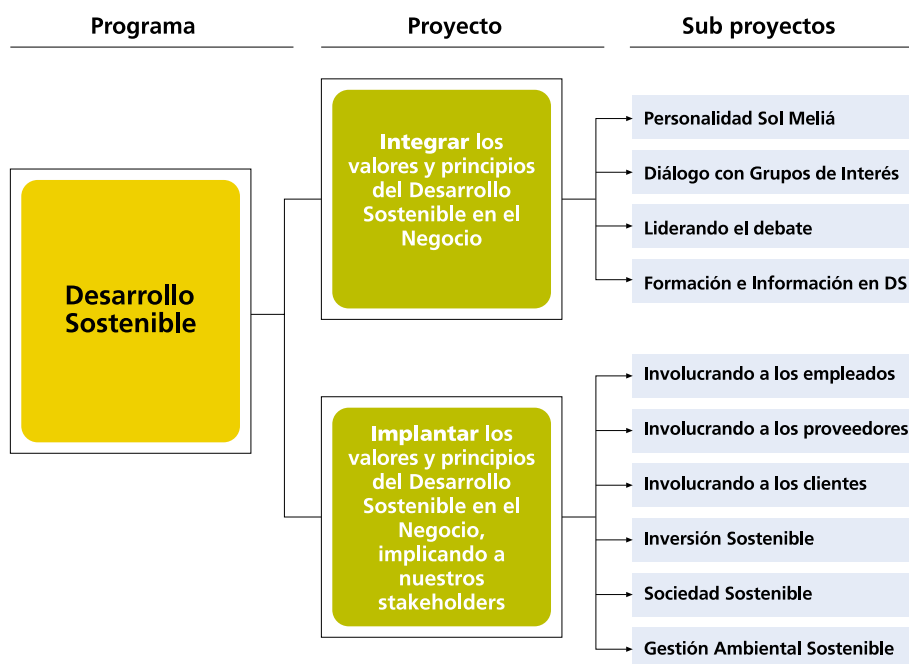 Programa
Proyecto
Sub proyectos
Desarrollo
Sostenible
Integrar los
valores y principios
del Desarrollo
Sostenible en el
Negocio
Personalidad Sol Meliá
Diálogo con Grupos de Interés
Liderando el debate
Formación e Información en DS
Implantar los
valores y principios
del Desarrollo
Sostenible en el
Negocio,
implicando a
nuestros
stakeholders
Involucrando a los empleados
Involucrando a los proveedores
Involucrando a los clientes
Inversión Sostenible
Sociedad Sostenible
Gestión Ambiental Sostenible